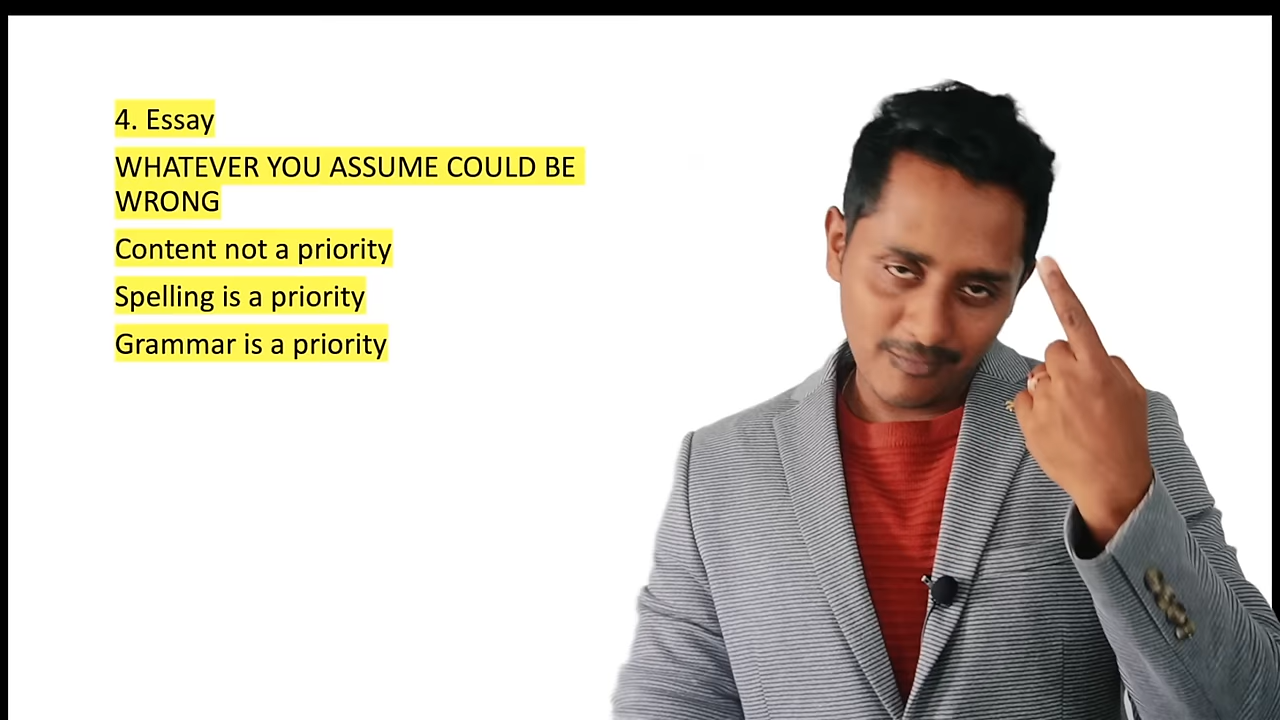 4. Essay
WHATEVER YOU ASSUME COULD BE
WRONG
Content not a priority
Spelling is a priority
Grammar is a priority